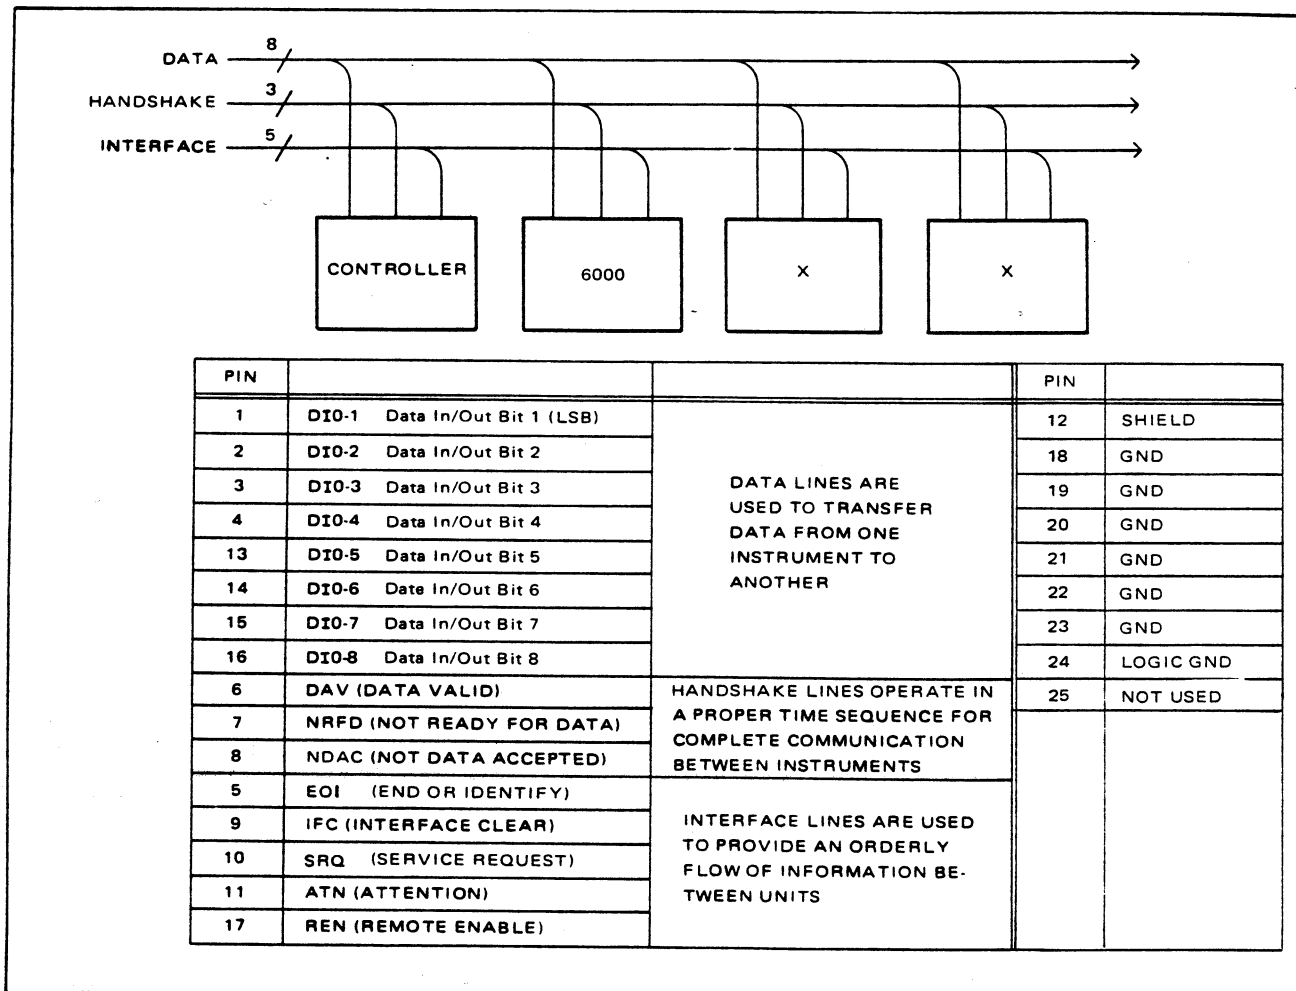 DATA 8
HANDSHAKE 3
INTERFACE 5
CONTROLLER
6000
X
X
PIN
1 DIO-1 Data In/Out Bit 1 (LSB)
2 DIO-2 Data In/Out Bit 2
3 DIO-3 Data In/Out Bit 3
4 DIO-4 Data In/Out Bit 4
13 DIO-5 Data In/Out Bit 5
14 DIO-6 Date In/Out Bit 6
15 DIO-7 Data In/Out Bit 7
16 DIO-8 Data In/Out Bit 8
DATA LINES ARE
USED TO TRANSFER
DATA FROM ONE
INSTRUMENT TO
ANOTHER
6 DAV (DATA VALID)
7 NRFD (NOT READY FOR DATA)
8 NDAC (NOT DATA ACCEPTED)
HANDSHAKE LINES OPERATE IN
A PROPER TIME SEQUENCE FOR
COMPLETE COMMUNICATION
BETWEEN INSTRUMENTS
5 EOI (END OR IDENTIFY)
9 IFC (INTERFACE CLEAR)
10 SRQ (SERVICE REQUEST)
11 ATN (ATTENTION)
17 REN (REMOTE ENABLE)
INTERFACE LINES ARE USED
TO PROVIDE AN ORDERLY
FLOW OF INFORMATION BE-
TWEEN UNITS
PIN
12 SHIELD
18 GND
19 GND
20 GND
21 GND
22 GND
23 GND
24 LOGIC GND
25 NOT USED